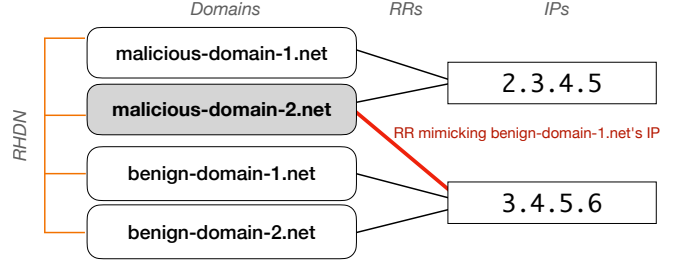 Domains RRs IPs
malicious-domain-1.net
2.3.4.5
malicious-domain-2.net
RR mimicking benign-domain-1.net's IP
RHDN
benign-domain-1.net
3.4.5.6
benign-domain-2.net